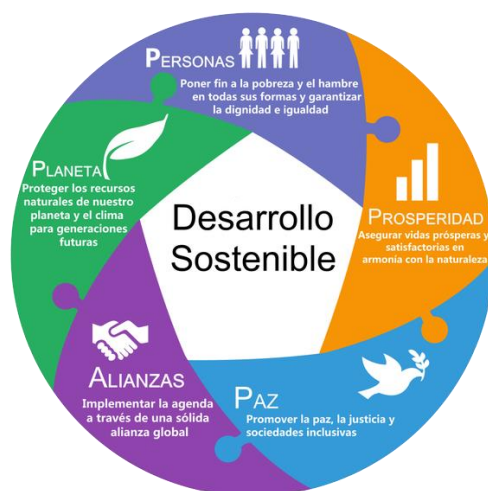 PERSONAS
Poner fin a la pobreza y el hambre
en todas sus formas y garantizar
la dignidad e igualdad
PROSPERIDAD
Asegurar vidas prósperas y
satisfactorias en
armonía con la naturaleza
PAZ
Promover la paz, la justicia y
sociedades inclusivas
ALIANZAS
Implementar la agenda
a través de una sólida
alianza global
PLANETA
Proteger los recursos
naturales de nuestro
planeta y el clima
para generaciones
futuras
Desarrollo
Sostenible